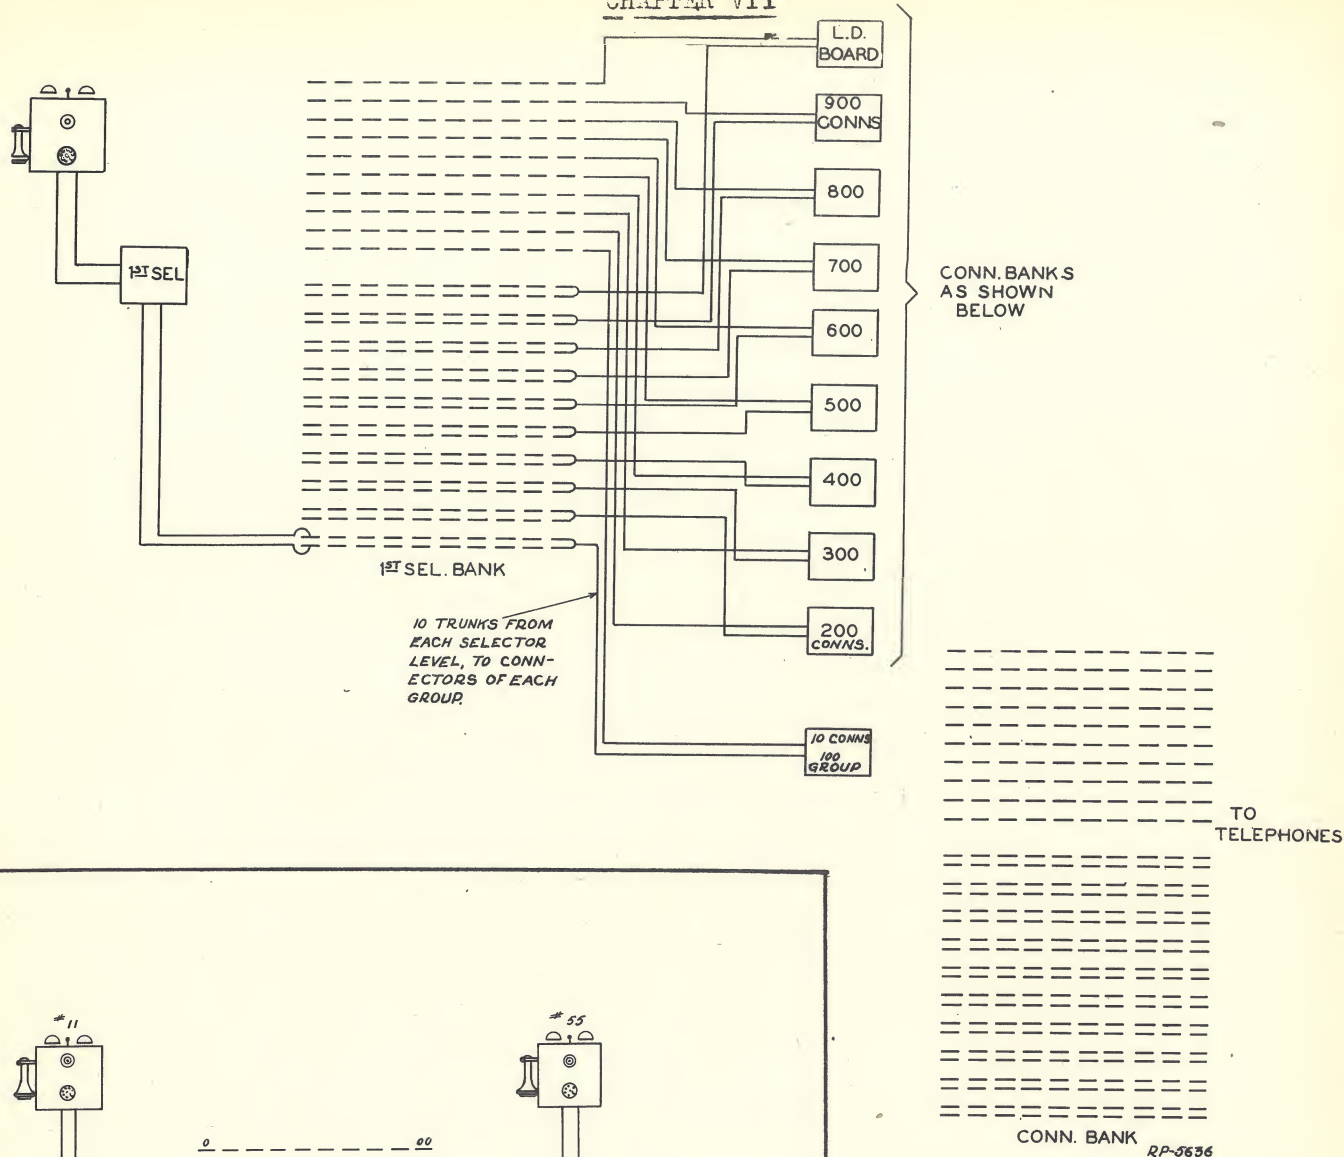 CHAPTER VII
L.D.
BOARD
900
CONNS
800
700
600
500
400
300
200
CONNS.
10 CONNS
100
GROUP
CONN. BANKS
AS SHOWN
BELOW
1ST SEL
1ST SEL. BANK
10 TRUNKS FROM
EACH SELECTOR
LEVEL, TO CONN-
ECTORS OF EACH
GROUP.
TO
TELEPHONES
#11
#55
0 00
CONN. BANK
RP-5636